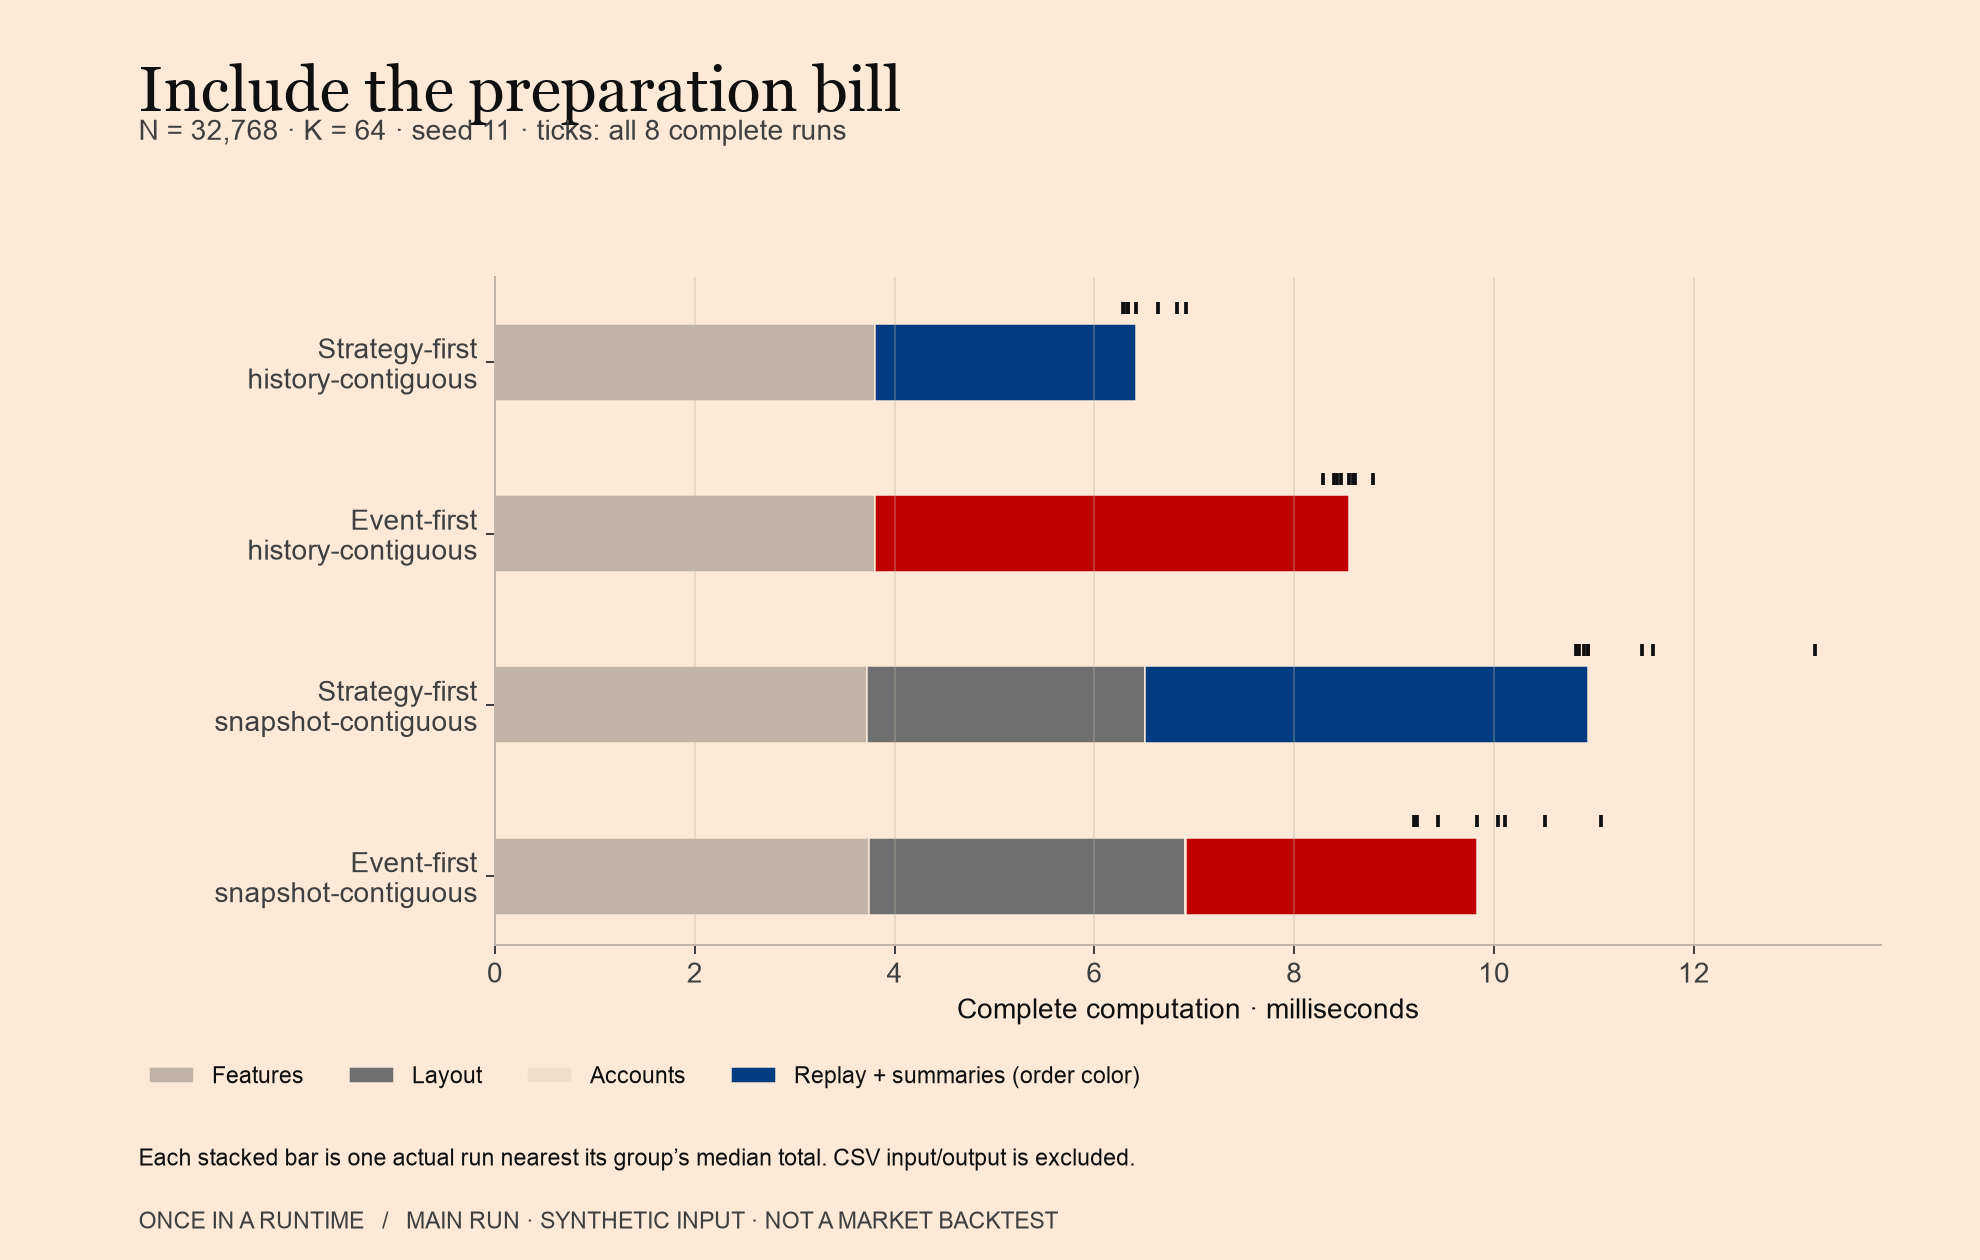 Include the preparation bill
N = 32,768 · K = 64 · seed 11 · ticks: all 8 complete runs
Strategy-first
history-contiguous
Event-first
history-contiguous
Strategy-first
snapshot-contiguous
Event-first
snapshot-contiguous
0 2 4 6 8 10 12
Complete computation · milliseconds
Features Layout Accounts Replay + summaries (order color)
Each stacked bar is one actual run nearest its group’s median total. CSV input/output is excluded.
ONCE IN A RUNTIME / MAIN RUN · SYNTHETIC INPUT · NOT A MARKET BACKTEST